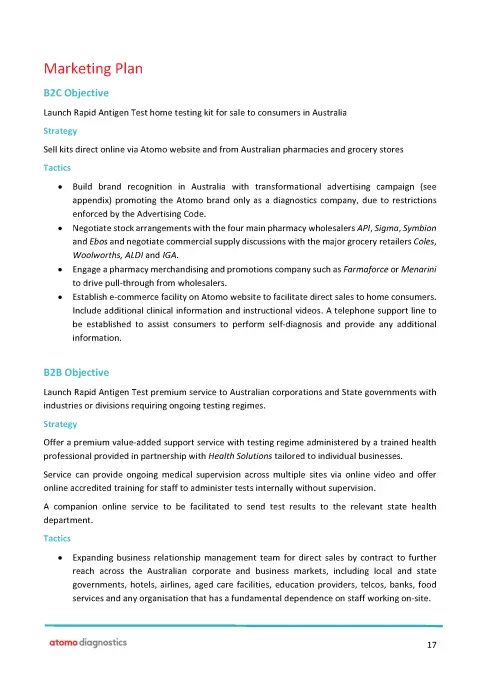 Marketing Plan
B2C Objective
Launch Rapid Antigen Test home testing kit for sale to consumers in Australia
Strategy
Sell kits direct online via Atomo website and from Australian pharmacies and grocery stores
Tactics
• Build brand recognition in Australia with transformational advertising campaign (see
appendix) promoting the Atomo brand only as a diagnostics company, due to restrictions
enforced by the Advertising Code.
• Negotiate stock arrangements with the four main pharmacy wholesalers API, Sigma, Symbion
and Ebos and negotiate commercial supply discussions with the major grocery retailers Coles,
Woolworths, ALDI and IGA.
• Engage a pharmacy merchandising and promotions company such as Farmaforce or Menarini
to drive pull-through from wholesalers.
• Establish e-commerce facility on Atomo website to facilitate direct sales to home consumers.
Include additional clinical information and instructional videos. A telephone support line to
be established to assist consumers to perform self-diagnosis and provide any additional
information.
B2B Objective
Launch Rapid Antigen Test premium service to Australian corporations and State governments with
industries or divisions requiring ongoing testing regimes.
Strategy
Offer a premium value-added support service with testing regime administered by a trained health
professional provided in partnership with Health Solutions tailored to individual businesses.
Service can provide ongoing medical supervision across multiple sites via online video and offer
online accredited training for staff to administer tests internally without supervision.
A companion online service to be facilitated to send test results to the relevant state health
department.
Tactics
• Expanding business relationship management team for direct sales by contract to further
reach across the Australian corporate and business markets, including local and state
governments, hotels, airlines, aged care facilities, education providers, telcos, banks, food
services and any organisation that has a fundamental dependence on staff working on-site.
atomo diagnostics
17